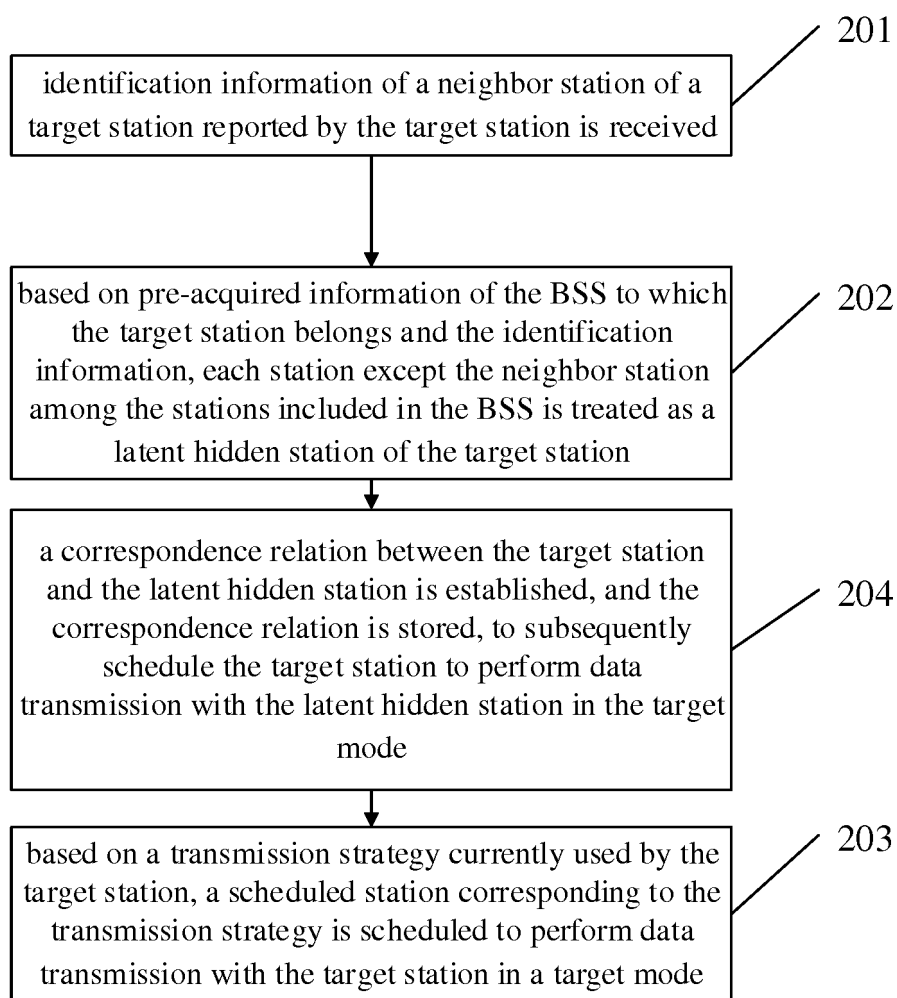 201
identification information of a neighbor station of a
target station reported by the target station is received
202
based on pre-acquired information of the BSS to which
the target station belongs and the identification
information, each station except the neighbor station
among the stations included in the BSS is treated as a
latent hidden station of the target station
204
a correspondence relation between the target station
and the latent hidden station is established, and the
correspondence relation is stored, to subsequently
schedule the target station to perform data
transmission with the latent hidden station in the target
mode
203
based on a transmission strategy currently used by the
target station, a scheduled station corresponding to the
transmission strategy is scheduled to perform data
transmission with the target station in a target mode